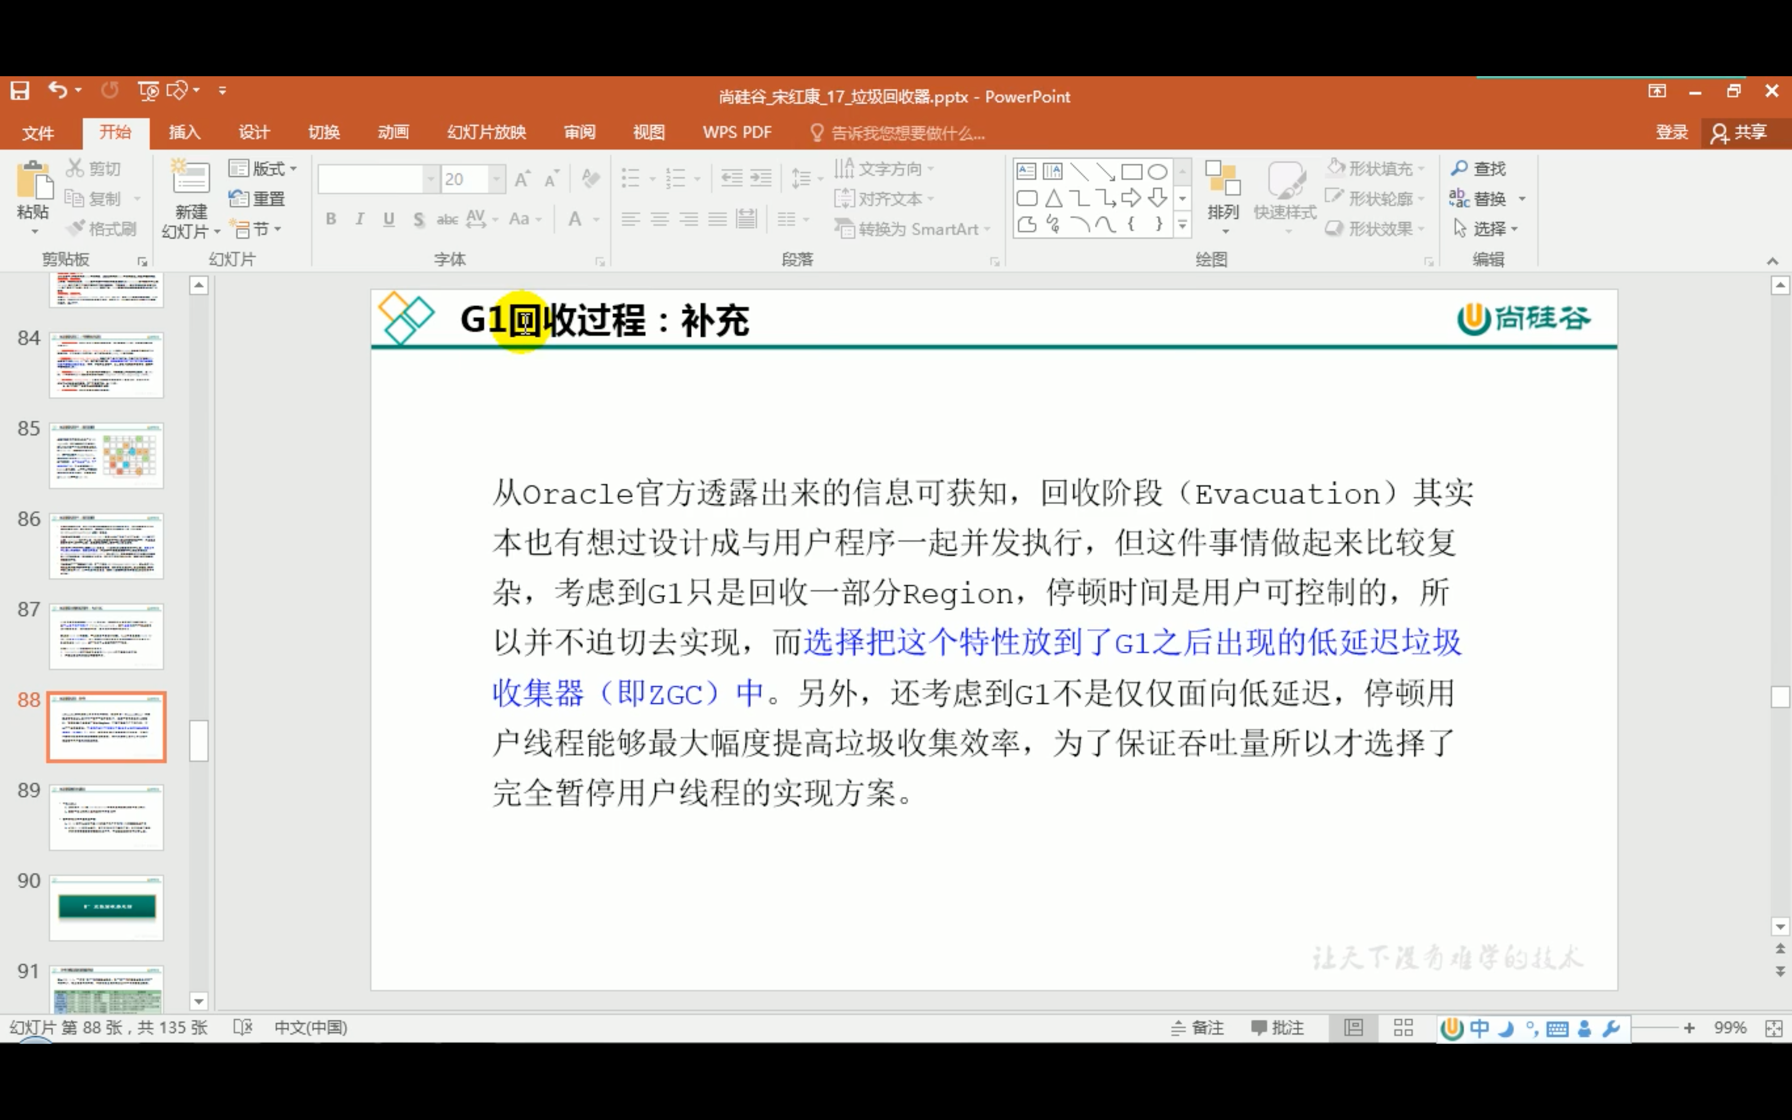 尚硅谷_宋红康_17_垃圾回收器.pptx - PowerPoint
文件 开始 插入 设计 切换 动画 幻灯片放映 审阅 视图 WPS PDF 告诉我您想要做什么... 登录 共享
粘贴 剪切 复制 格式刷 剪贴板
新建 幻灯片 版式 重置 节 幻灯片
20 B I U S abc AV Aa A 字体
文字方向 对齐文本 转换为 SmartArt 段落
排列 快速样式 形状填充 形状轮廓 形状效果 绘图
查找 替换 选择 编辑
84
85
86
87
88
89
90
91
G1回收过程：补充
尚硅谷
从Oracle官方透露出来的信息可获知，回收阶段（Evacuation）其实
本也有想过设计成与用户程序一起并发执行，但这件事情做起来比较复
杂，考虑到G1只是回收一部分Region，停顿时间是用户可控制的，所
以并不迫切去实现，而选择把这个特性放到了G1之后出现的低延迟垃圾
收集器（即ZGC）中。另外，还考虑到G1不是仅仅面向低延迟，停顿用
户线程能够最大幅度提高垃圾收集效率，为了保证吞吐量所以才选择了
完全暂停用户线程的实现方案。
让天下没有难学的技术
幻灯片 第 88 张，共 135 张 中文(中国) 备注 批注 中 99%